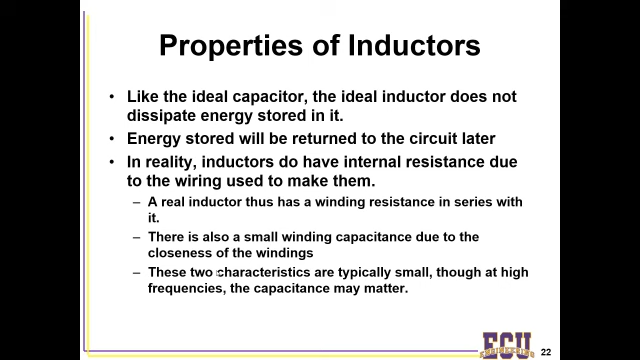 Properties of Inductors
• Like the ideal capacitor, the ideal inductor does not
dissipate energy stored in it.
• Energy stored will be returned to the circuit later
• In reality, inductors do have internal resistance due
to the wiring used to make them.
– A real inductor thus has a winding resistance in series with
it.
– There is also a small winding capacitance due to the
closeness of the windings
– These two characteristics are typically small, though at high
frequencies, the capacitance may matter.
ECU
ENGINEERING
22